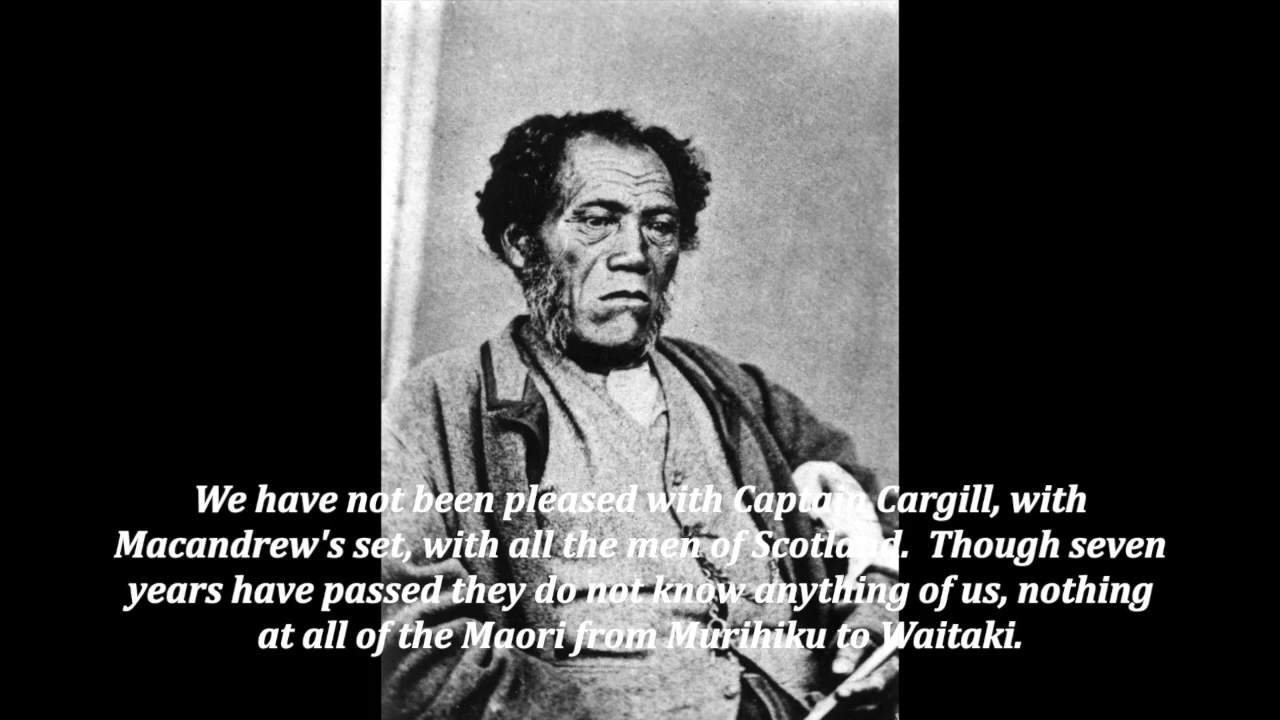 We have not been pleased with Captain Cargill, with
Macandrew's set, with all the men of Scotland.  Though seven
years have passed they do not know anything of us, nothing
at all of the Maori from Murihiku to Waitaki.